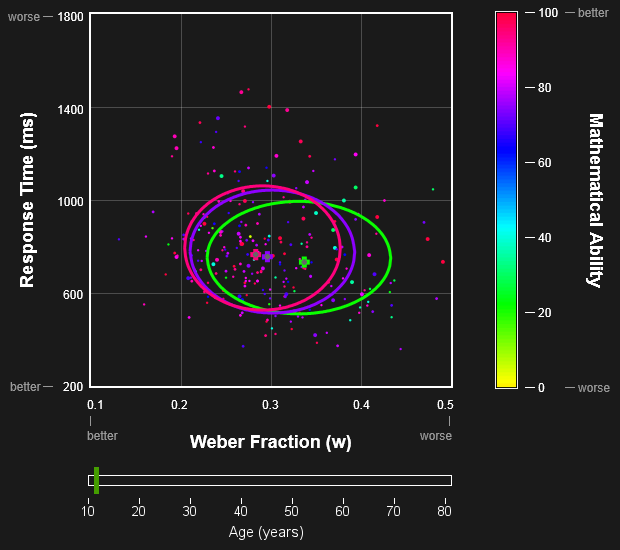 worse
1800
1400
1000
600
better
200
Response Time (ms)
0.1
0.2
0.3
0.4
0.5
better
worse
Weber Fraction (w)
10
20
30
40
50
60
70
80
Age (years)
100
better
80
60
40
20
0
worse
Mathematical Ability